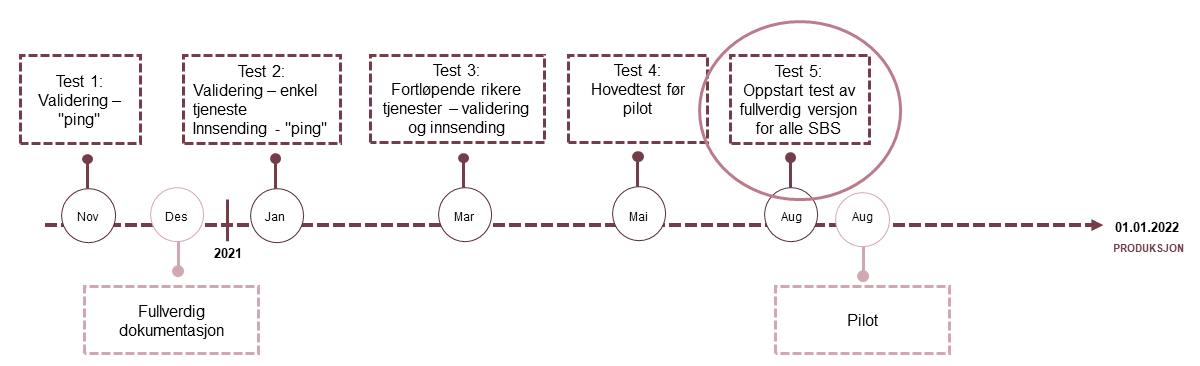 Test 1:
Validering –
"ping"
Test 2:
Validering – enkel
tjeneste
Innsending - "ping"
Test 3:
Fortløpende rikere
tjenester – validering
og innsending
Test 4:
Hovedtest før
pilot
Test 5:
Oppstart test av
fullverdig versjon
for alle SBS
Nov
Des
Jan
Mar
Mai
Aug
Aug
2021
01.01.2022
PRODUKSJON
Fullverdig
dokumentasjon
Pilot